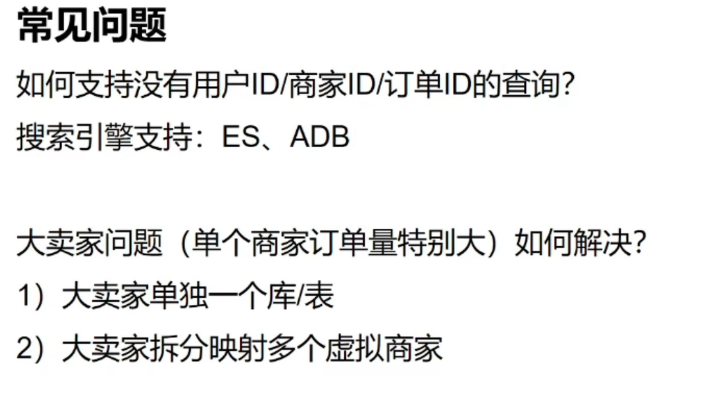 常见问题
如何支持没有用户ID/商家ID/订单ID的查询？
搜索引擎支持：ES、ADB
大卖家问题（单个商家订单量特别大）如何解决？
1）大卖家单独一个库/表
2）大卖家拆分映射多个虚拟商家